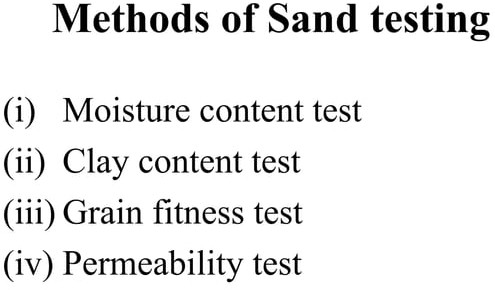 Methods of Sand testing
(i) Moisture content test
(ii) Clay content test
(iii) Grain fitness test
(iv) Permeability test